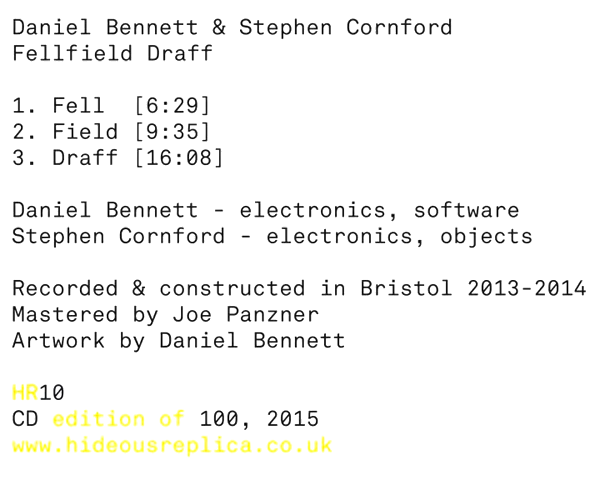 Daniel Bennett & Stephen Cornford
Fellfield Draff
1. Fell [6:29]
2. Field [9:35]
3. Draff [16:08]
Daniel Bennett - electronics, software
Stephen Cornford - electronics, objects
Recorded & constructed in Bristol 2013-2014
Mastered by Joe Panzner
Artwork by Daniel Bennett
HR10
CD edition of 100, 2015
www.hideousreplica.co.uk